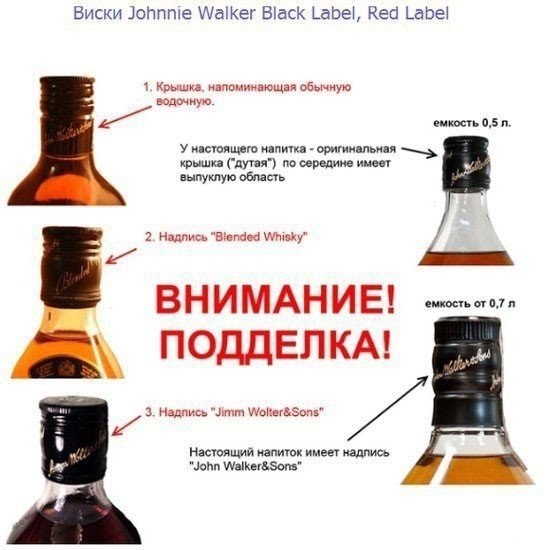 Виски Johnnie Walker Black Label, Red Label
1. Крышка, напоминающая обычную
водочную.
емкость 0,5 л.
У настоящего напитка - оригинальная
крышка ("дутая") по середине имеет
выпуклую область
2. Надпись "Blended Whisky"
Blended
ВНИМАНИЕ!
ПОДДЕЛКА!
емкость от 0,7 л
3. Надпись "Jimm Wolter&Sons"
Настоящий напиток имеет надпись
"John Walker&Sons"